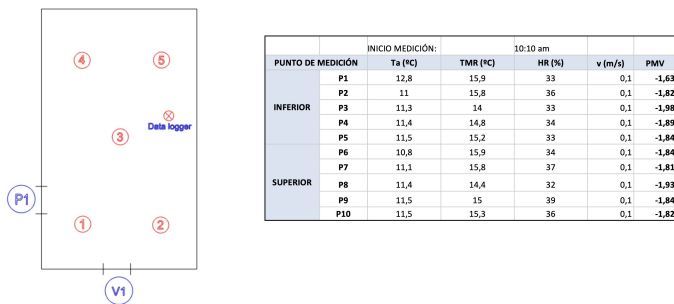 4 5
Data logger
3
P1
1 2
V1
INICIO MEDICIÓN: 10:10 am
PUNTO DE MEDICIÓN Ta (ºC) TMR (ºC) HR (%) v (m/s) PMV
INFERIOR
P1 12,8 15,9 33 0,1 -1,63
P2 11 15,8 36 0,1 -1,82
P3 11,3 14 33 0,1 -1,98
P4 11,4 14,8 34 0,1 -1,89
P5 11,5 15,2 33 0,1 -1,84
SUPERIOR
P6 10,8 15,9 34 0,1 -1,84
P7 11,1 15,8 37 0,1 -1,81
P8 11,4 14,4 32 0,1 -1,93
P9 11,5 15 39 0,1 -1,84
P10 11,5 15,3 36 0,1 -1,82